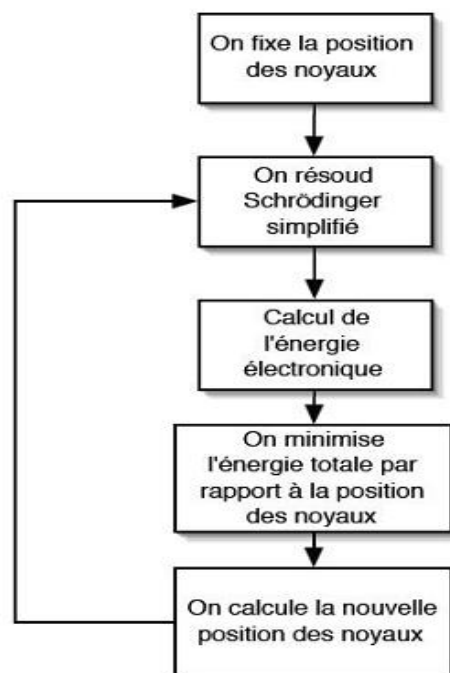 On fixe la position
des noyaux
On résoud
Schrödinger
simplifié
Calcul de
l'énergie
électronique
On minimise
l'énergie totale par
rapport à la position
des noyaux
On calcule la nouvelle
position des noyaux